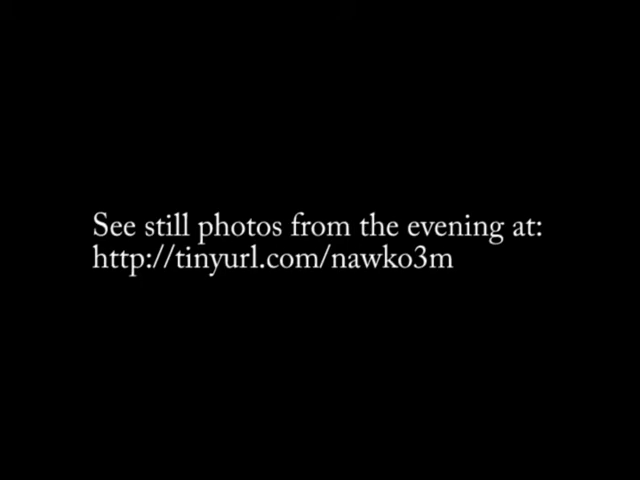 See still photos from the evening at:
http://tinyurl.com/nawko3m